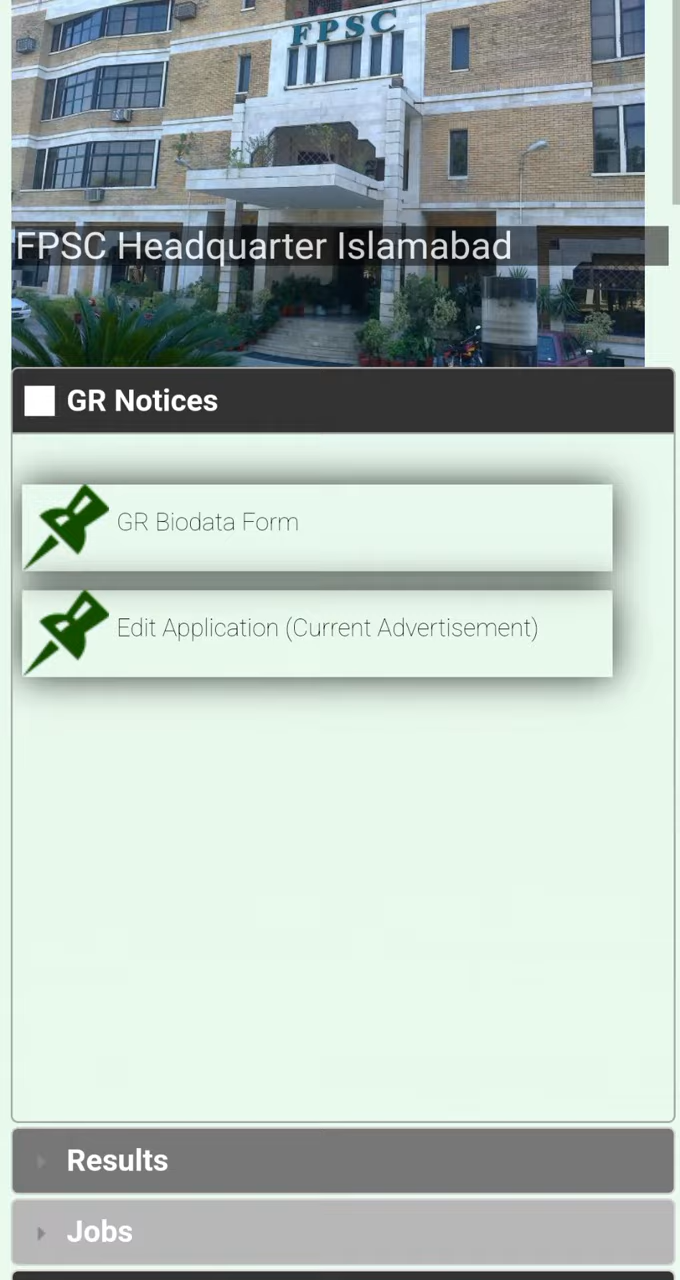 FPSC
FPSC Headquarter Islamabad
GR Notices
GR Biodata Form
Edit Application (Current Advertisement)
Results
Jobs